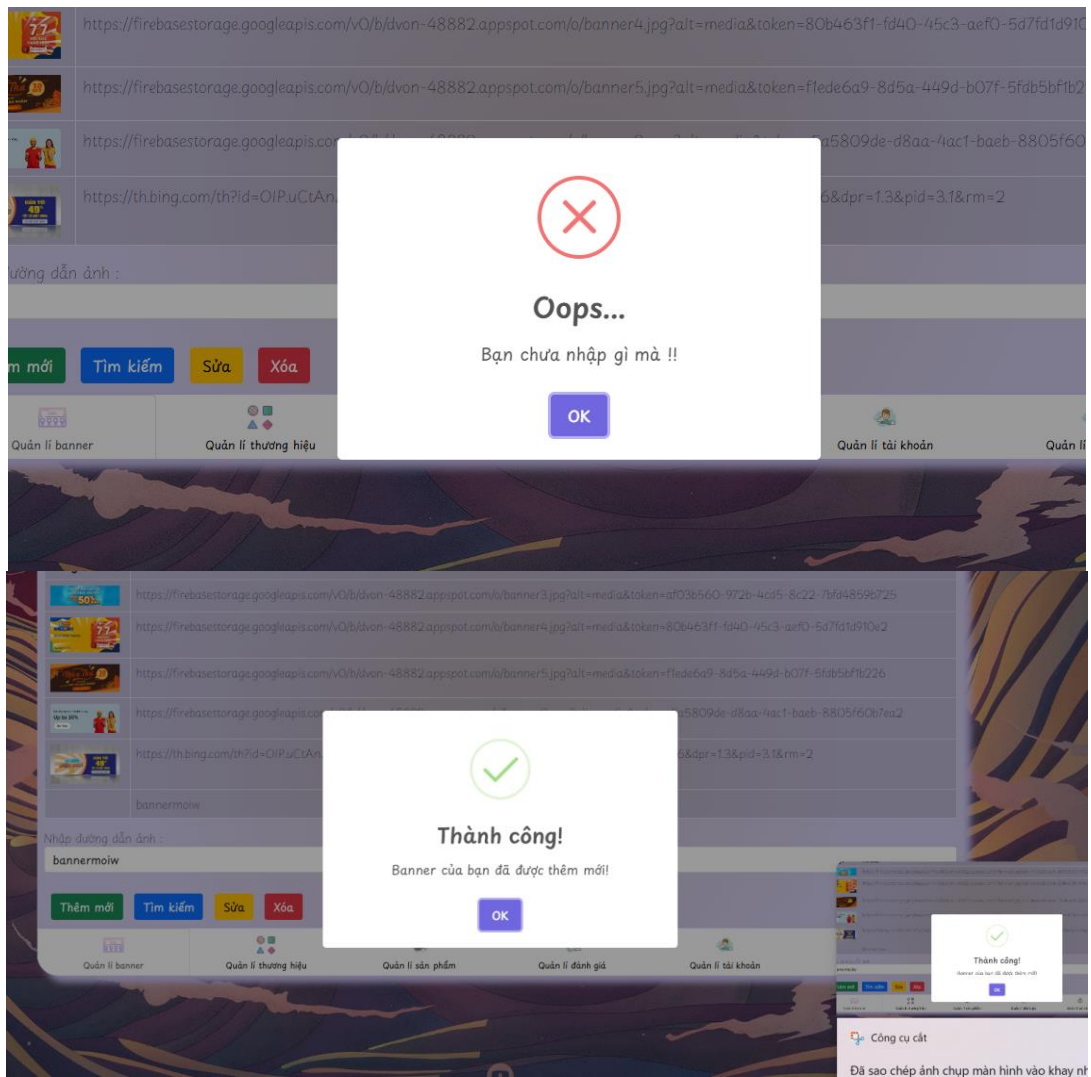 https://firebasestorage.googleapis.com/v0/b/dvon-48882.appspot.com/o/banner4.jpg?alt=media&token=80b463f1-fd40-45c3-aef0-5d7fd1d910
https://firebasestorage.googleapis.com/v0/b/dvon-48882.appspot.com/o/banner5.jpg?alt=media&token=f1ede6a9-8d5a-449d-b07f-5fdb5bf1b2
https://firebasestorage.googleapis.com
a5809de-d8aa-4ac1-baeb-8805f60
https://th.bing.com/th?id=OIP.uCtAn
6&dpr=1.3&pid=3.1&rm=2
ường dẫn ảnh :
Oops...
Bạn chưa nhập gì mà !!
OK
m mới Tìm kiếm Sửa Xóa
Quản lí banner Quản lí thương hiệu Quản lí tài khoản Quản lí
50%
https://firebasestorage.googleapis.com/v0/b/dvon-48882.appspot.com/o/banner3.jpg?alt=media&token=af03b560-972b-4cd5-8c22-7bfd4859b725
https://firebasestorage.googleapis.com/v0/b/dvon-48882.appspot.com/o/banner4.jpg?alt=media&token=80b463f1-fd40-45c3-aef0-5d7fd1d910e2
https://firebasestorage.googleapis.com/v0/b/dvon-48882.appspot.com/o/banner5.jpg?alt=media&token=f1ede6a9-8d5a-449d-b07f-5fdb5bf1b226
https://firebasestorage.googleapis.com
a5809de-d8aa-4ac1-baeb-8805f60b7ea2
https://th.bing.com/th?id=OIP.uCtAn
6&dpr=1.3&pid=3.1&rm=2
bannermoiw
Nhập đường dẫn ảnh :
bannermoiw
Thành công!
Banner của bạn đã được thêm mới!
OK
Thêm mới Tìm kiếm Sửa Xóa
Quản lí banner Quản lí thương hiệu Quản lí sản phẩm Quản lí đánh giá Quản lí tài khoản
Thành công!
Banner của bạn đã được thêm mới!
OK
Công cụ cắt
Đã sao chép ảnh chụp màn hình vào khay nh